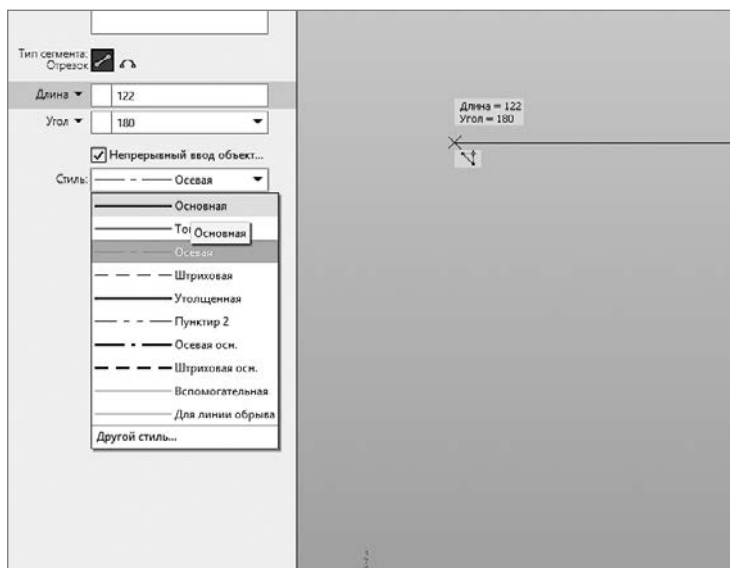 Тип сегмента:
Отрезок
Длина
122
Угол
180
Непрерывный ввод объект...
Стиль: Осевая
Основная
Основная
Осевая
Штриховая
Утолщенная
Пунктир 2
Осевая осн.
Штриховая осн.
Вспомогательная
Для линии обрыва
Другой стиль...
Длина = 122
Угол = 180